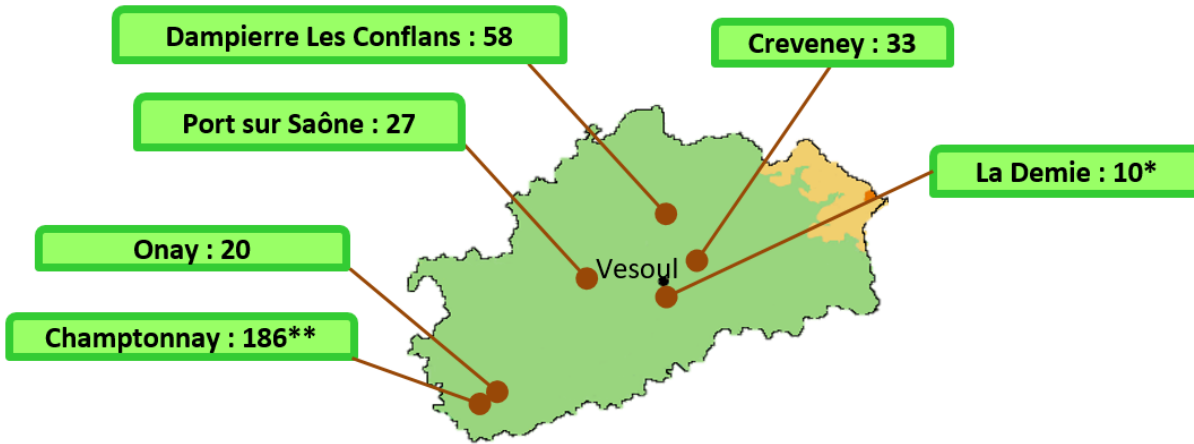 Dampierre Les Conflans : 58
Creveney : 33
Port sur Saône : 27
La Demie : 10*
Onay : 20
Vesoul
Champtonnay : 186**